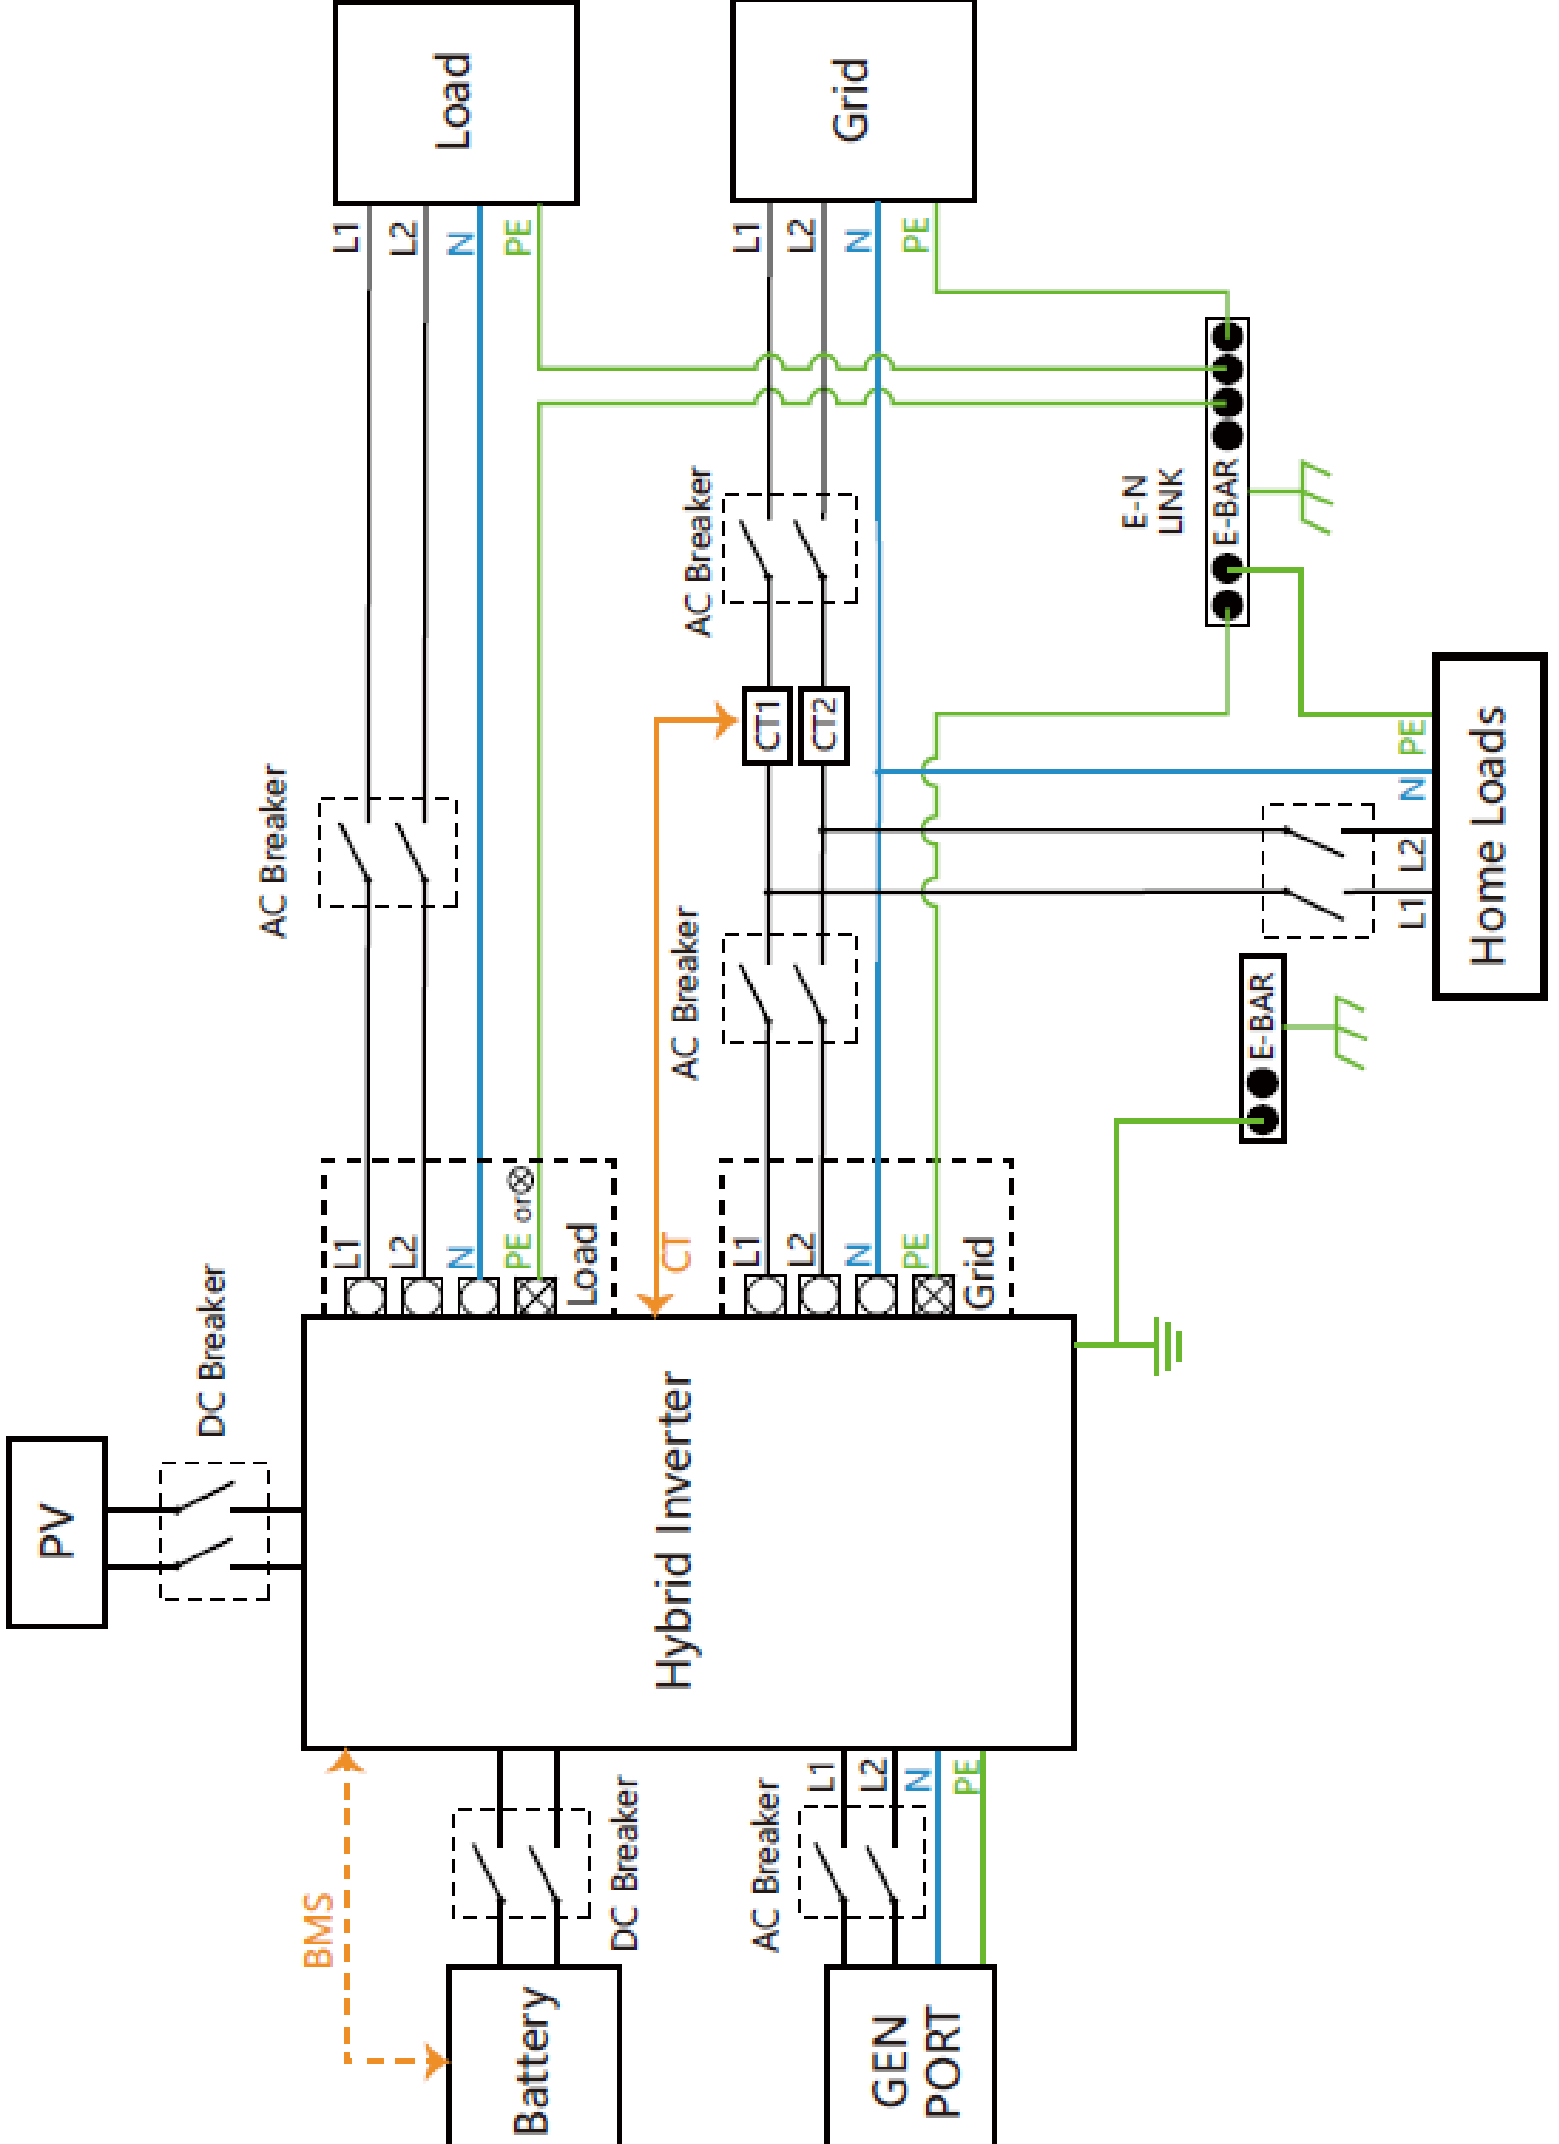 PV
DC Breaker
BMS
Battery
DC Breaker
GEN
PORT
AC Breaker
L1
L2
N
PE
Hybrid Inverter
L1
L2
N
PE or⊗
Load
AC Breaker
L1
L2
N
PE
Load
CT
L1
L2
N
PE
Grid
AC Breaker
CT1
CT2
AC Breaker
L1
L2
N
PE
Grid
E-N
LINK
E-BAR
E-BAR
L1
L2
N
PE
Home Loads